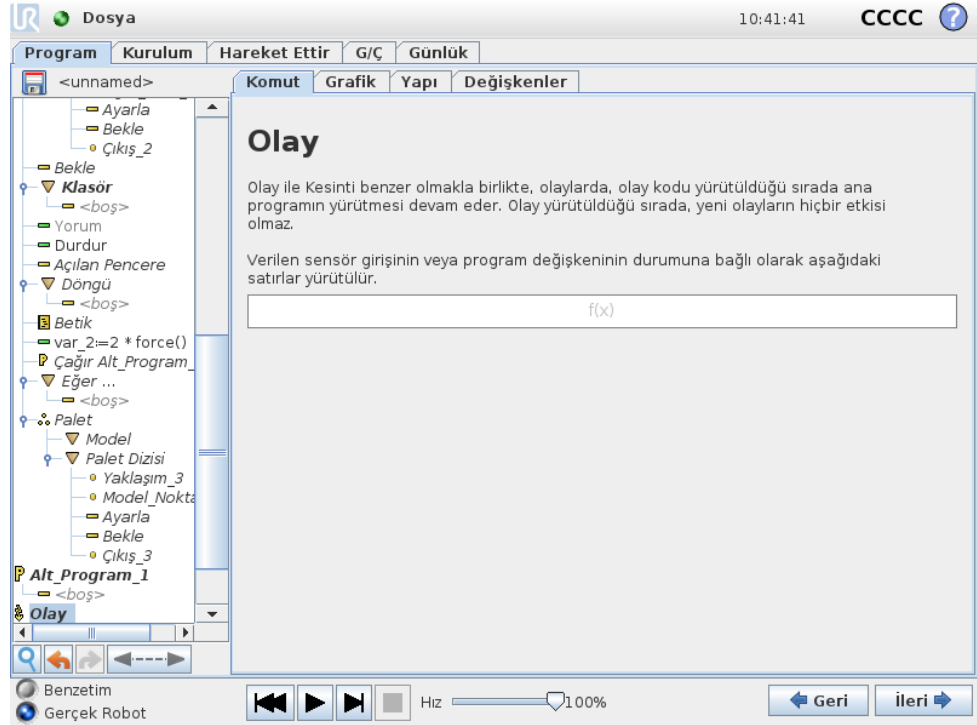 UR Dosya 10:41:41 CCCC ?
Program Kurulum Hareket Ettir G/Ç Günlük
<unnamed>
Komut Grafik Yapı Değişkenler
Ayarla
Bekle
Çıkış_2
Bekle
Klasör
<boş>
Yorum
Durdur
Açılan Pencere
Döngü
<boş>
Betik
var_2:=2 * force()
Çağır Alt_Program_
Eğer ...
<boş>
Palet
Model
Palet Dizisi
Yaklaşım_3
Model_Nokta
Ayarla
Bekle
Çıkış_3
Alt_Program_1
<boş>
Olay
Olay
Olay ile Kesinti benzer olmakla birlikte, olaylarda, olay kodu yürütüldüğü sırada ana
programın yürütmesi devam eder. Olay yürütüldüğü sırada, yeni olayların hiçbir etkisi
olmaz.
Verilen sensör girişinin veya program değişkeninin durumuna bağlı olarak aşağıdaki
satırlar yürütülür.
f(x)
Benzetim
Gerçek Robot
Hız 100%
Geri İleri